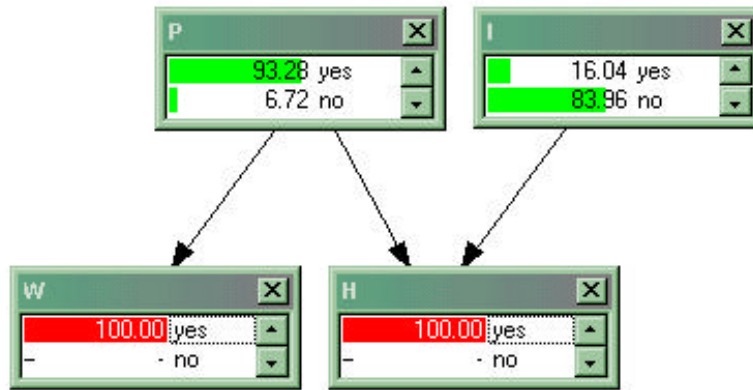 P
93.28 yes
6.72 no
I
16.04 yes
83.96 no
W
100.00 yes
- - no
H
100.00 yes
- - no